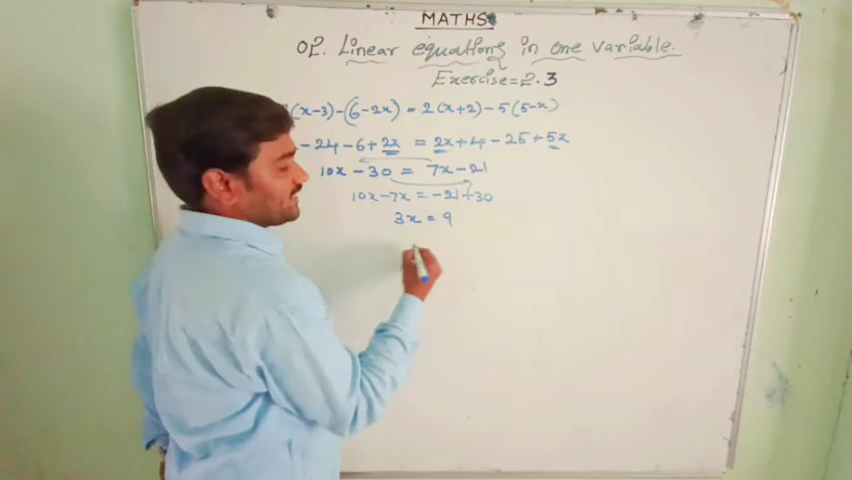 MATHS
02. Linear equations in one variable.
Exercise=2.3
(x-3)-(6-2x) = 2(x+2)-5(5-x)
-24-6+2x = 2x+4-25+5x
10x-30 = 7x-21
10x-7x = -21+30
3x = 9